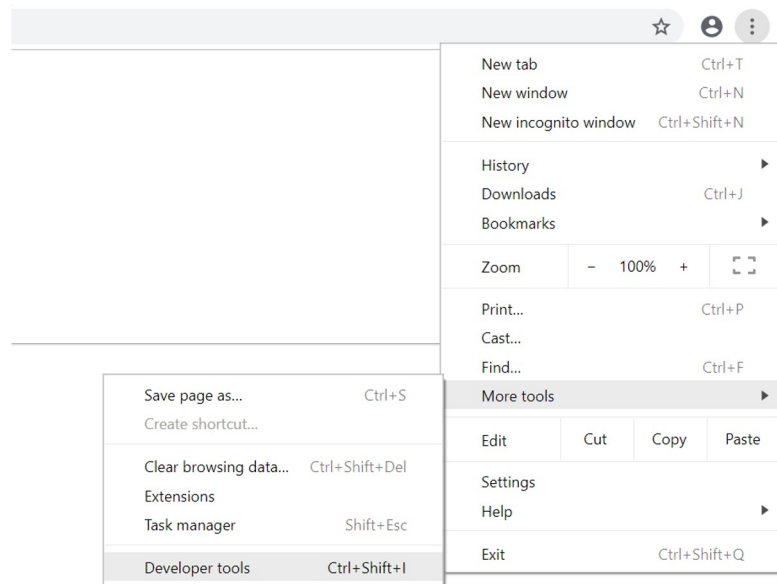 New tab Ctrl+T
New window Ctrl+N
New incognito window Ctrl+Shift+N
History
Downloads Ctrl+J
Bookmarks
Zoom - 100% +
Print... Ctrl+P
Cast...
Find... Ctrl+F
More tools
Edit Cut Copy Paste
Settings
Help
Exit Ctrl+Shift+Q
Save page as... Ctrl+S
Create shortcut...
Clear browsing data... Ctrl+Shift+Del
Extensions
Task manager Shift+Esc
Developer tools Ctrl+Shift+I